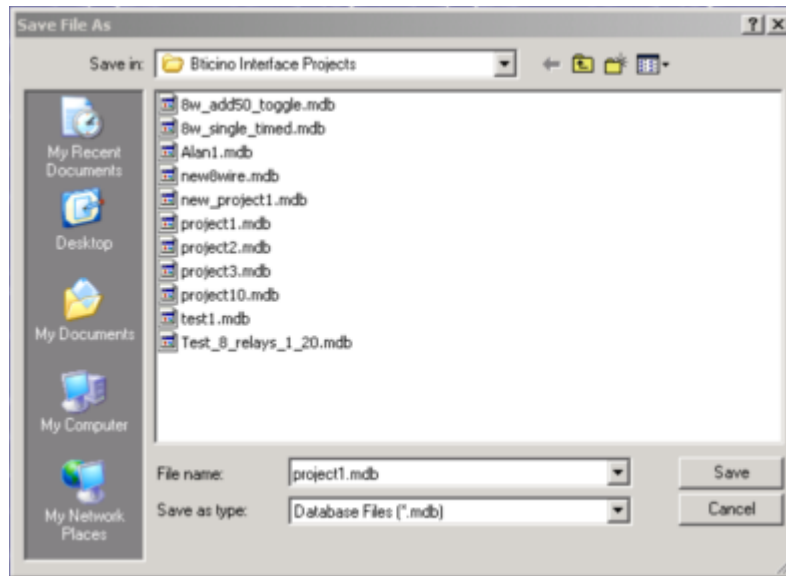 Save File As
Save in:
Bticino Interface Projects
My Recent
Documents
Desktop
My Documents
My Computer
My Network
Places
8w_add50_toggle.mdb
8w_single_timed.mdb
Alan1.mdb
new8wire.mdb
new_project1.mdb
project1.mdb
project2.mdb
project3.mdb
project10.mdb
test1.mdb
Test_8_relays_1_20.mdb
File name:
project1.mdb
Save
Save as type:
Database Files (*.mdb)
Cancel